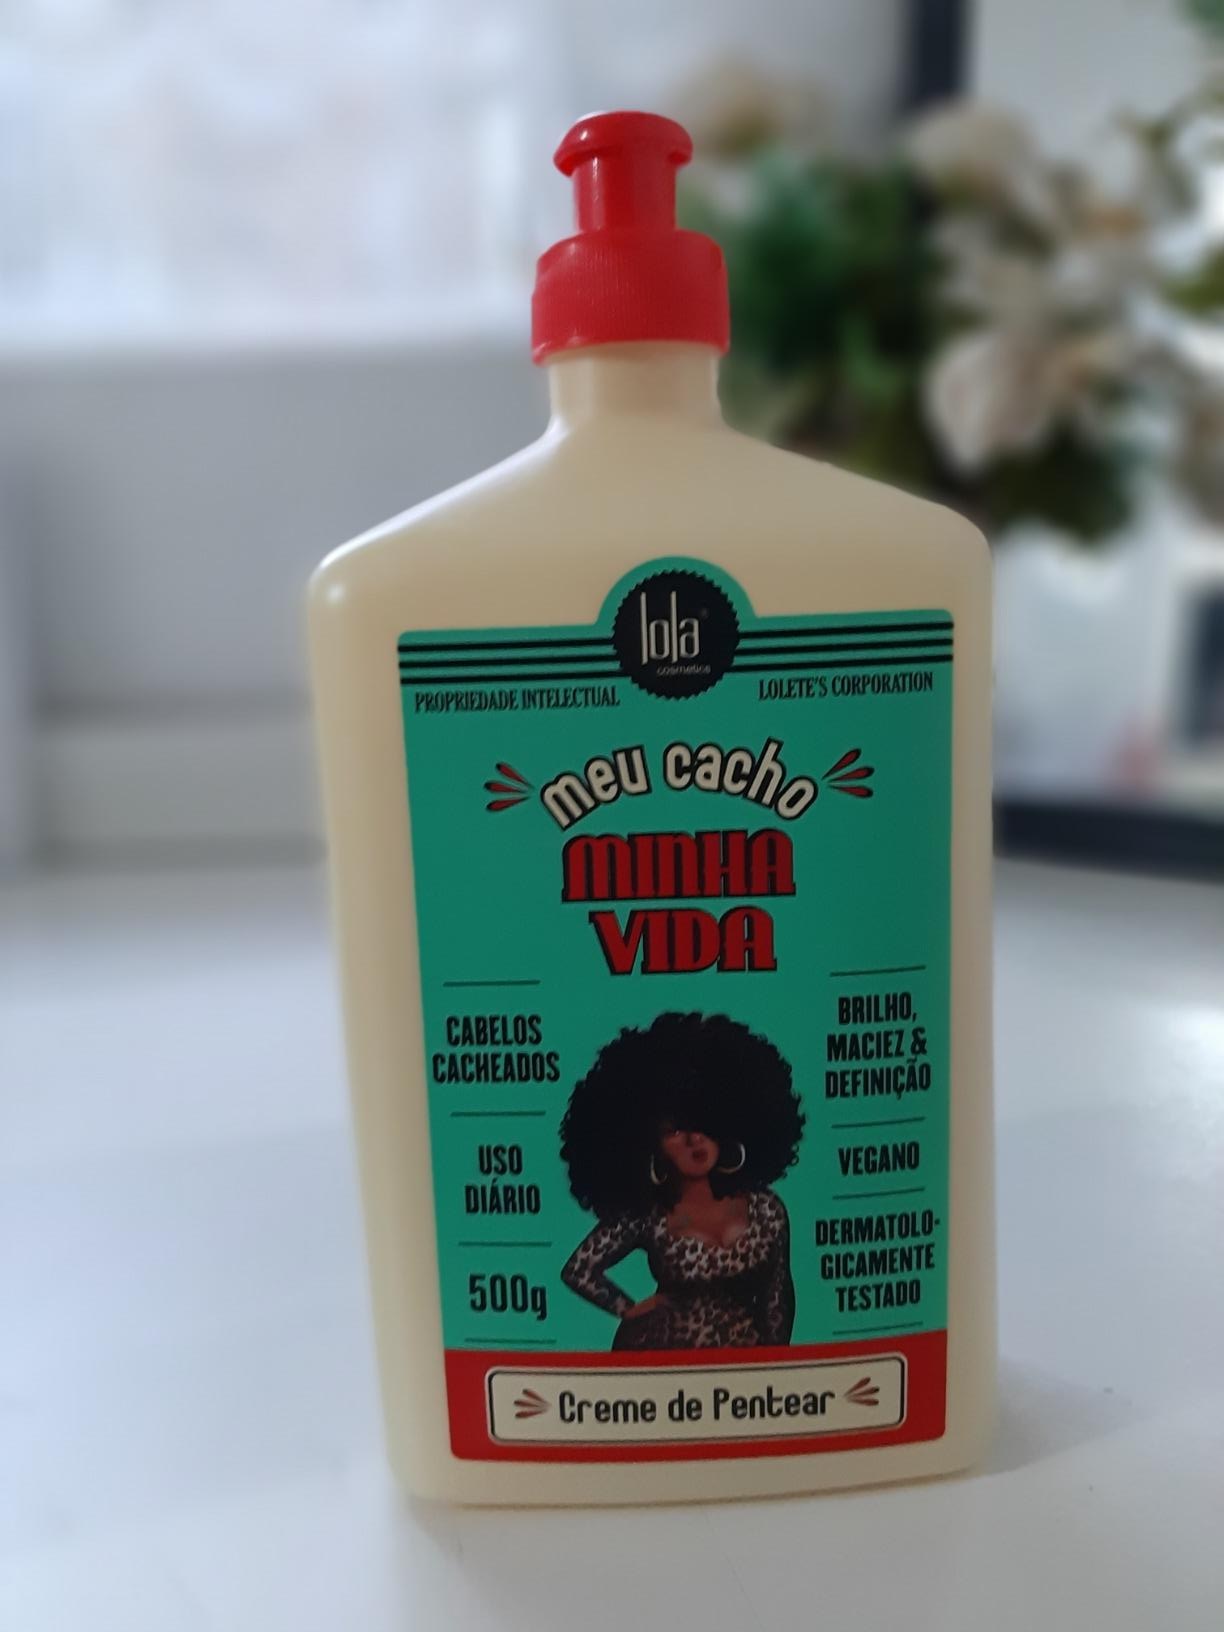 lola
cosmetics
PROPRIEDADE INTELECTUAL
LOLETE'S CORPORATION
meu cacho
MINHA
VIDA
CABELOS
CACHEADOS
USO
DIÁRIO
500g
BRILHO,
MACIEZ &
DEFINIÇÃO
VEGANO
DERMATOLO-
GICAMENTE
TESTADO
Creme de Pentear